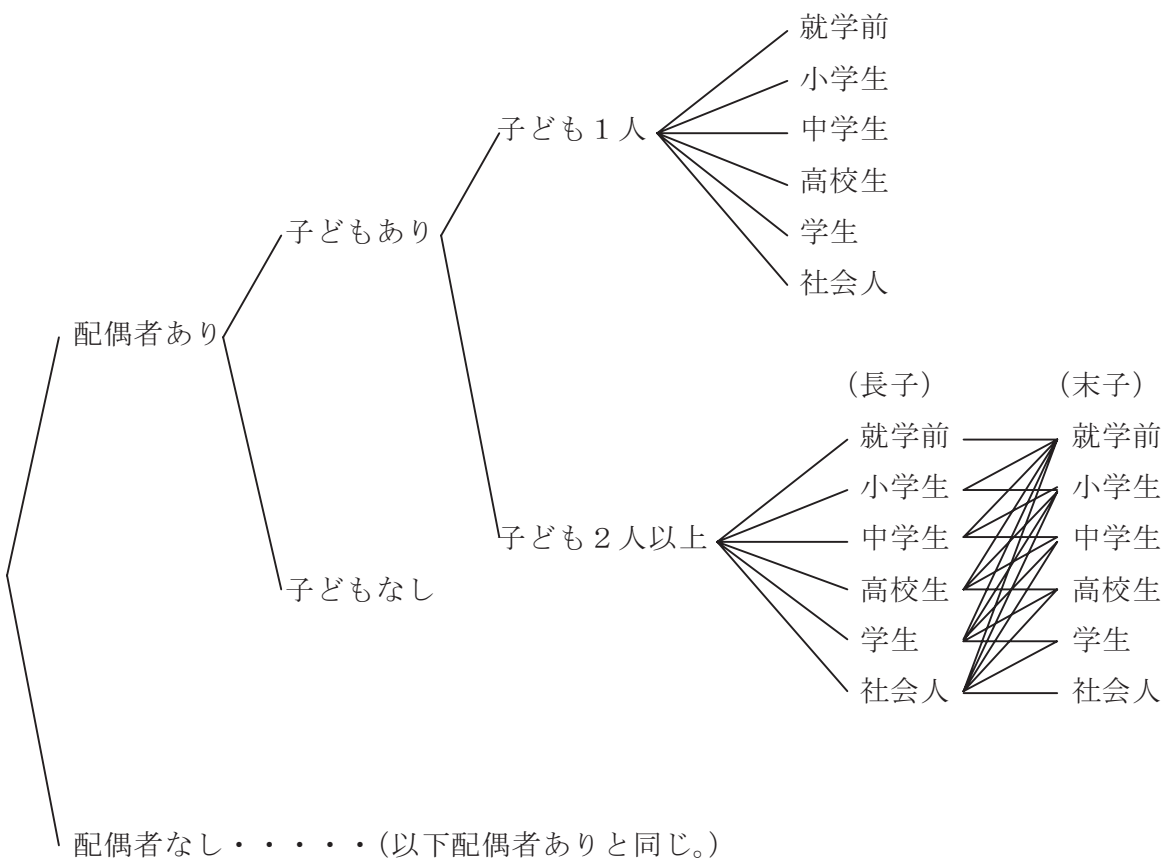 就学前
小学生
子ども１人
中学生
高校生
子どもあり
学生
社会人
配偶者あり
（長子）
（末子）
就学前
就学前
小学生
小学生
子ども２人以上
中学生
中学生
子どもなし
高校生
高校生
学生
学生
社会人
社会人
配偶者なし・・・・・(以下配偶者ありと同じ。)